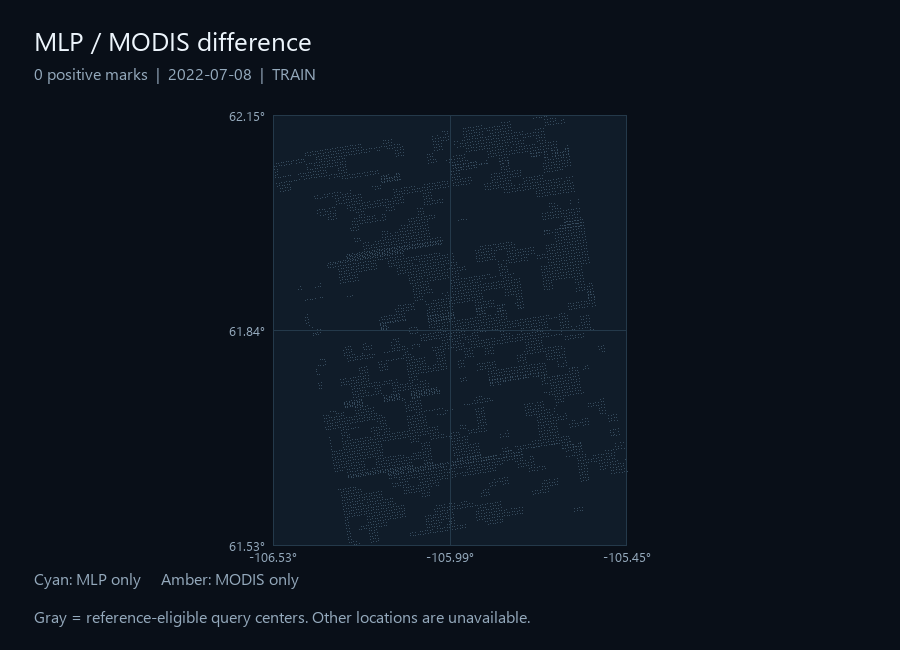 MLP / MODIS difference
0 positive marks | 2022-07-08 | TRAIN
62.15°
61.84°
61.53°
-106.53°
-105.99°
-105.45°
Cyan: MLP only Amber: MODIS only
Gray = reference-eligible query centers. Other locations are unavailable.